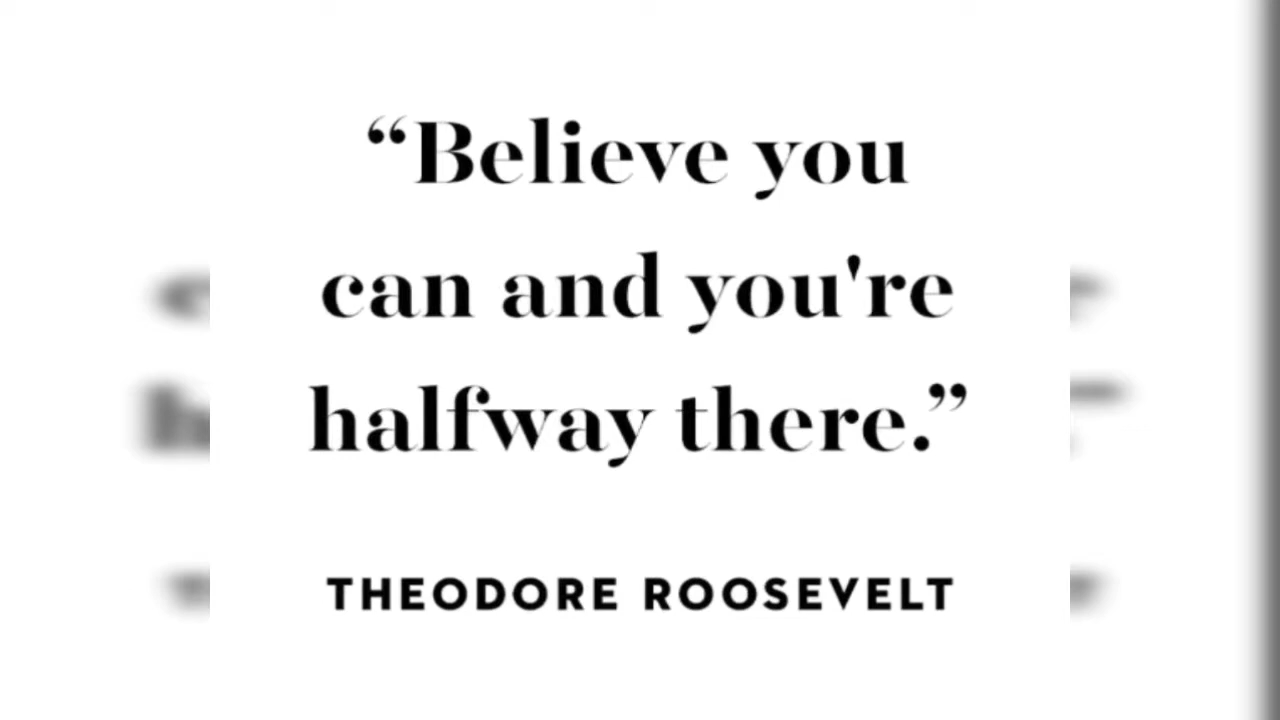 “Believe you
can and you're
halfway there.”
THEODORE ROOSEVELT